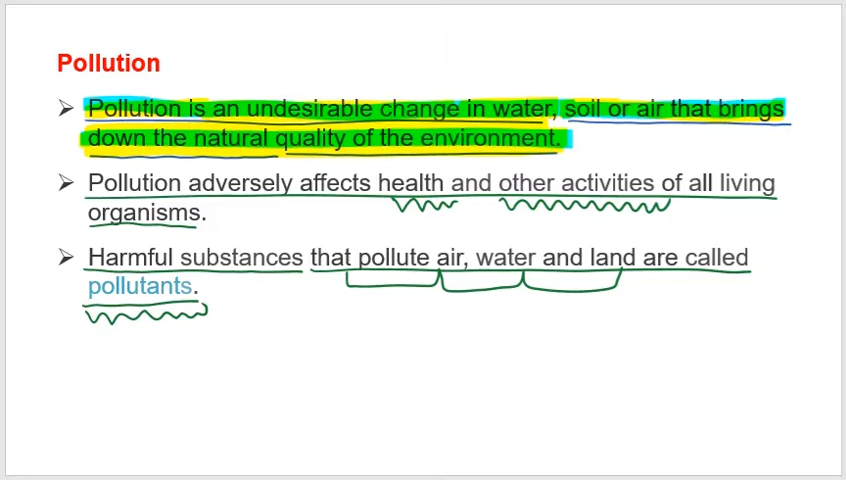 Pollution
➢ Pollution is an undesirable change in water, soil or air that brings
down the natural quality of the environment.
➢ Pollution adversely affects health and other activities of all living
organisms.
➢ Harmful substances that pollute air, water and land are called
pollutants.